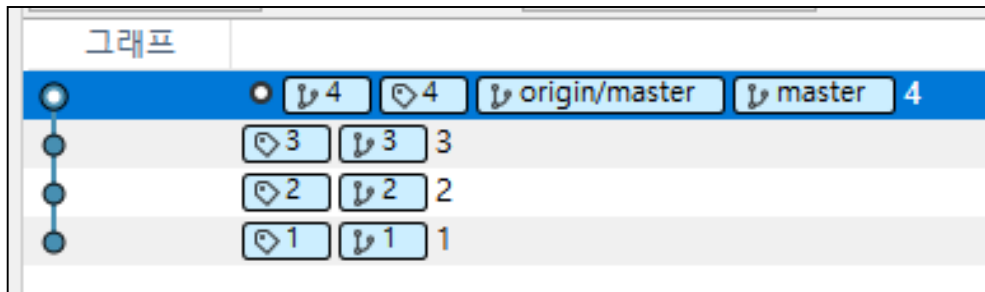 그래프
4 4 origin/master master 4
3 3 3
2 2 2
1 1 1